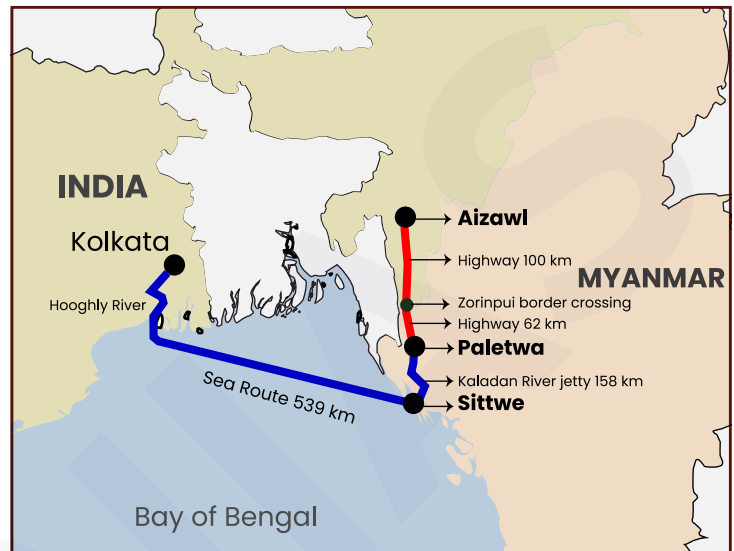 INDIA
Kolkata
Hooghly River
Aizawl
Highway 100 km
MYANMAR
Zorinpui border crossing
Highway 62 km
Paletwa
Kaladan River jetty 158 km
Sittwe
Sea Route 539 km
Bay of Bengal